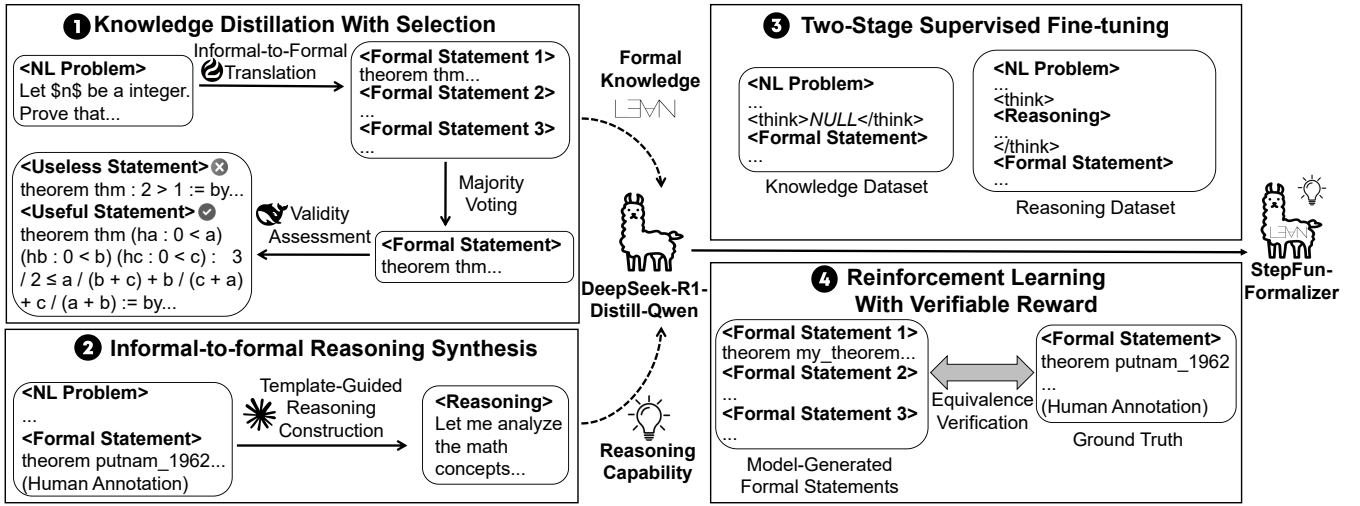 1 Knowledge Distillation With Selection
<NL Problem>
Let $n$ be a integer.
Prove that...
Informal-to-Formal
Translation
<Formal Statement 1>
theorem thm...
<Formal Statement 2>
...
<Formal Statement 3>
...
Majority
Voting
<Formal Statement>
theorem thm...
Validity
Assessment
<Useless Statement>
theorem thm : 2 > 1 := by...
<Useful Statement>
theorem thm (ha : 0 < a)
(hb : 0 < b) (hc : 0 < c) : 3
/ 2 ≤ a / (b + c) + b / (c + a)
+ c / (a + b) := by...
2 Informal-to-formal Reasoning Synthesis
<NL Problem>
...
<Formal Statement>
theorem putnam_1962...
(Human Annotation)
Template-Guided
Reasoning
Construction
<Reasoning>
Let me analyze
the math
concepts...
Formal
Knowledge
L∃∀N
DeepSeek-R1-
Distill-Qwen
Reasoning
Capability
3 Two-Stage Supervised Fine-tuning
<NL Problem>
...
<think>NULL</think>
<Formal Statement>
...
Knowledge Dataset
<NL Problem>
...
<think>
<Reasoning>
...
</think>
<Formal Statement>
...
Reasoning Dataset
4 Reinforcement Learning
With Verifiable Reward
<Formal Statement 1>
theorem my_theorem...
<Formal Statement 2>
...
<Formal Statement 3>
...
Model-Generated
Formal Statements
Equivalence
Verification
<Formal Statement>
theorem putnam_1962
...
(Human Annotation)
Ground Truth
L∃∀N
StepFun-
Formalizer